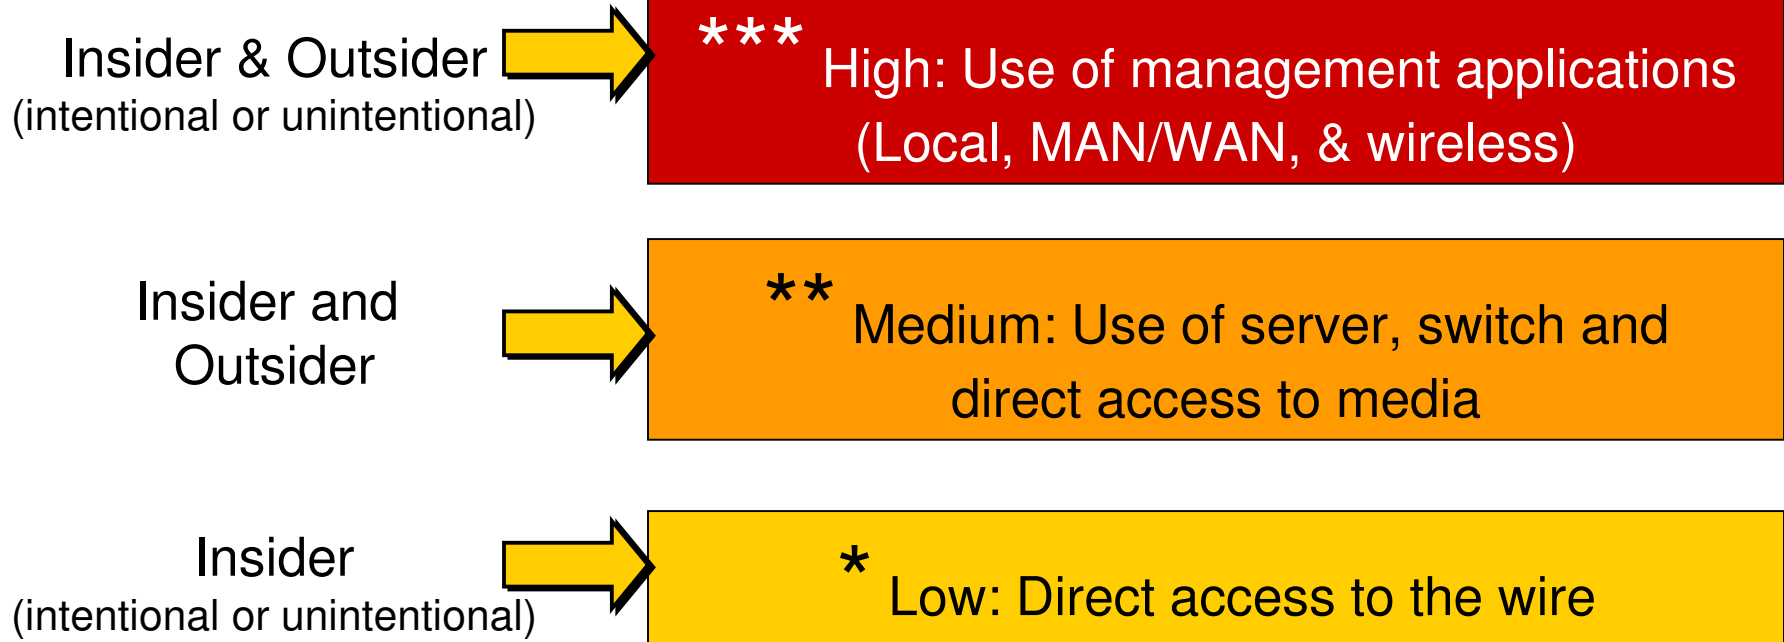 Insider & Outsider
(intentional or unintentional)
*** High: Use of management applications
(Local, MAN/WAN, & wireless)
Insider and
Outsider
** Medium: Use of server, switch and
direct access to media
Insider
(intentional or unintentional)
* Low: Direct access to the wire